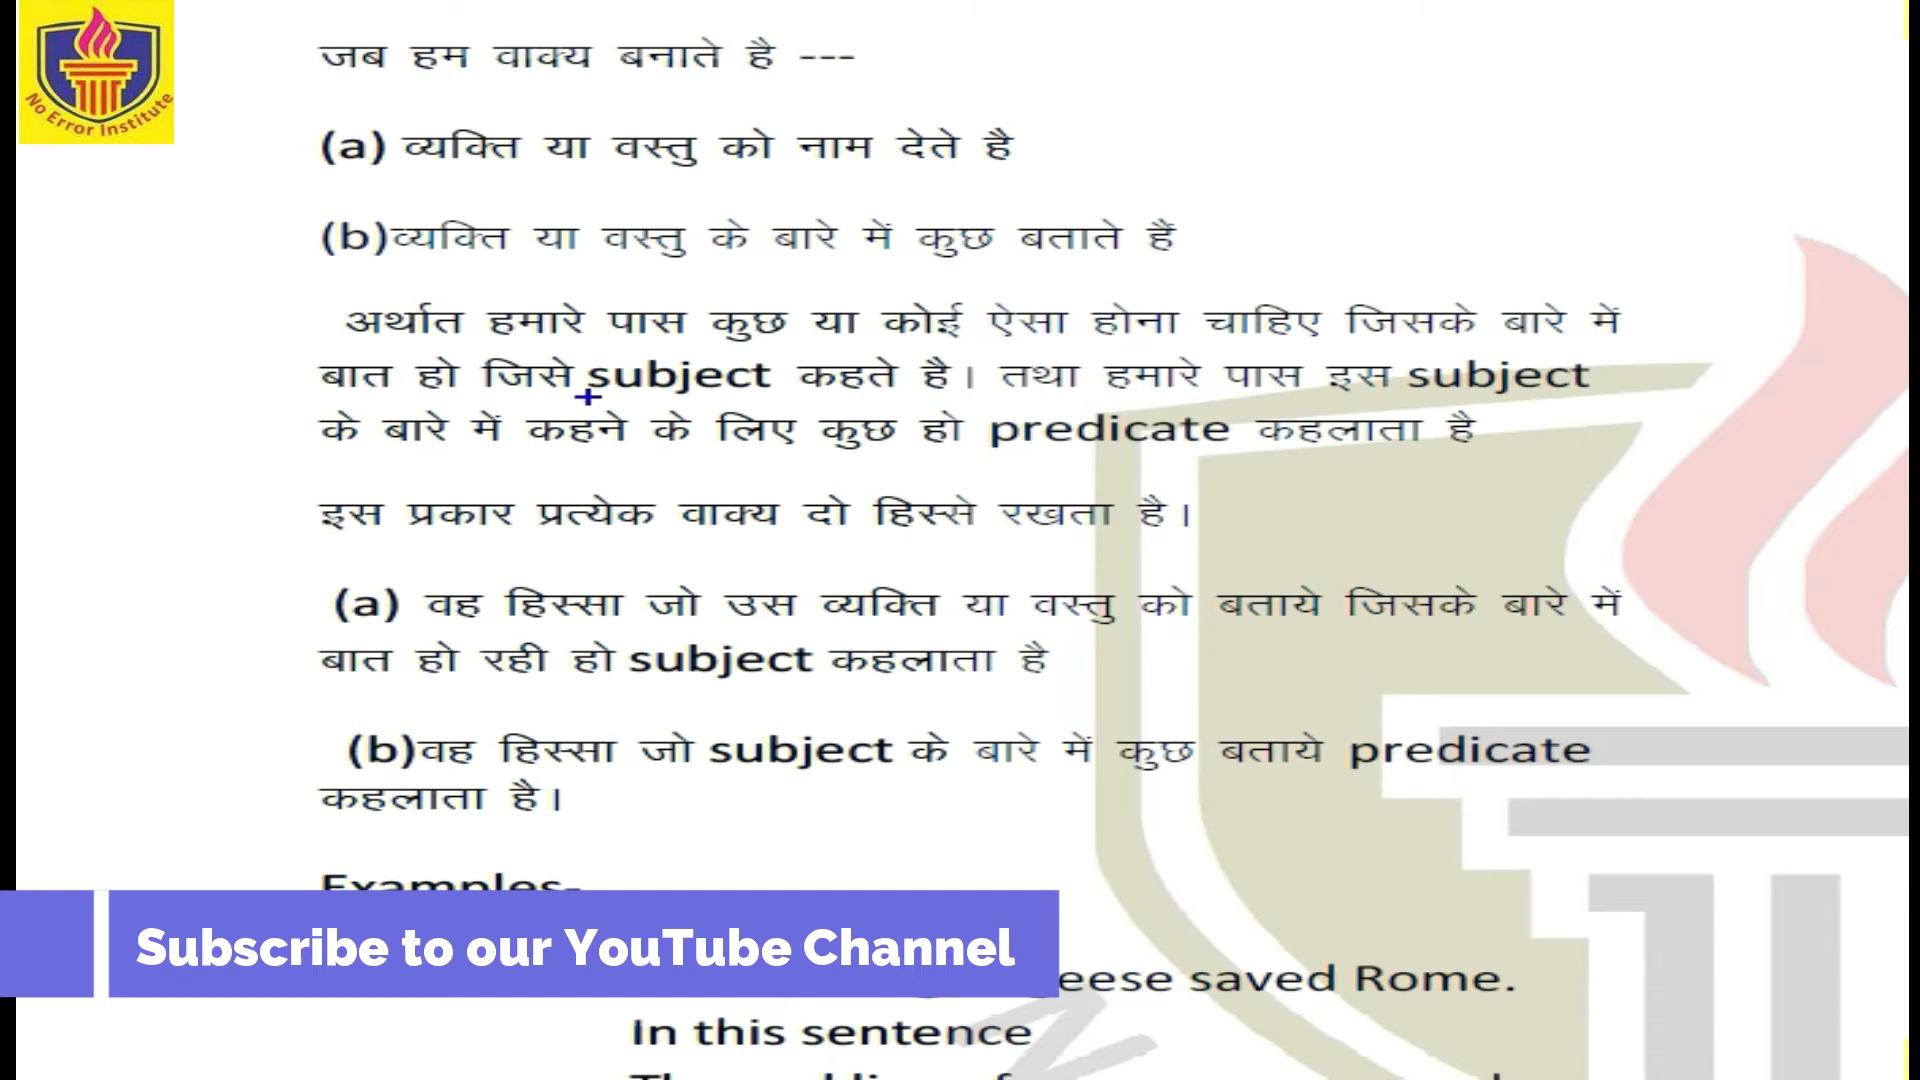 No Error Institute
जब हम वाक्य बनाते है ---
(a) व्यक्ति या वस्तु को नाम देते है
(b)व्यक्ति या वस्तु के बारे में कुछ बताते हैं
अर्थात हमारे पास कुछ या कोई ऐसा होना चाहिए जिसके बारे में
बात हो जिसे subject कहते है। तथा हमारे पास इस subject
के बारे में कहने के लिए कुछ हो predicate कहलाता है
इस प्रकार प्रत्येक वाक्य दो हिस्से रखता है।
(a) वह हिस्सा जो उस व्यक्ति या वस्तु को बताये जिसके बारे में
बात हो रही हो subject कहलाता है
(b)वह हिस्सा जो subject के बारे में कुछ बताये predicate
कहलाता है।
Examples-
Subscribe to our YouTube Channel
eese saved Rome.
In this sentence